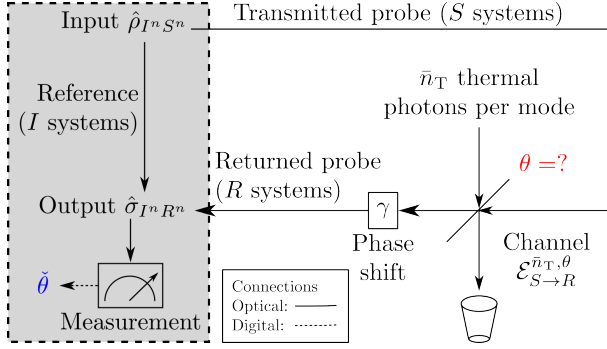 Input $\hat{\rho}_{I^n S^n}$
Transmitted probe ($S$ systems)
Reference
($I$ systems)
$\bar{n}_{\mathrm{T}}$ thermal
photons per mode
$\theta =?$
Returned probe
($R$ systems)
Output $\hat{\sigma}_{I^n R^n}$
$\gamma$
Phase
shift
Channel
$\mathcal{E}^{\bar{n}_{\mathrm{T}},\theta}_{S \to R}$
$\check{\theta}$
Measurement
Connections
Optical:
Digital: